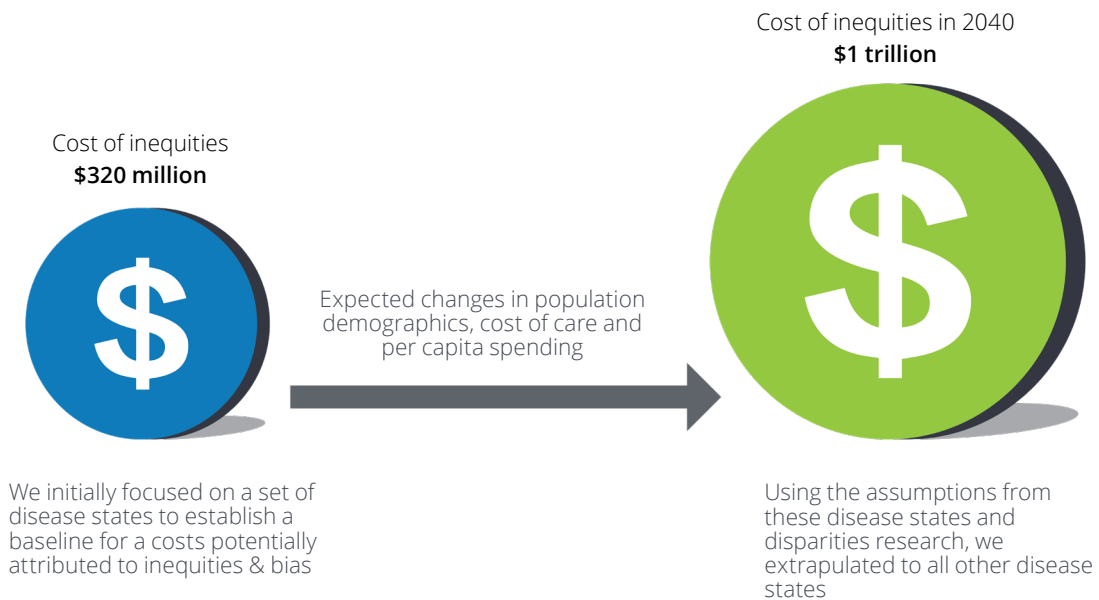 Cost of inequities in 2040
$1 trillion
Cost of inequities
$320 million
$
$
Expected changes in population
demographics, cost of care and
per capita spending
We initially focused on a set of
disease states to establish a
baseline for a costs potentially
attributed to inequities & bias
Using the assumptions from
these disease states and
disparities research, we
extrapulated to all other disease
states